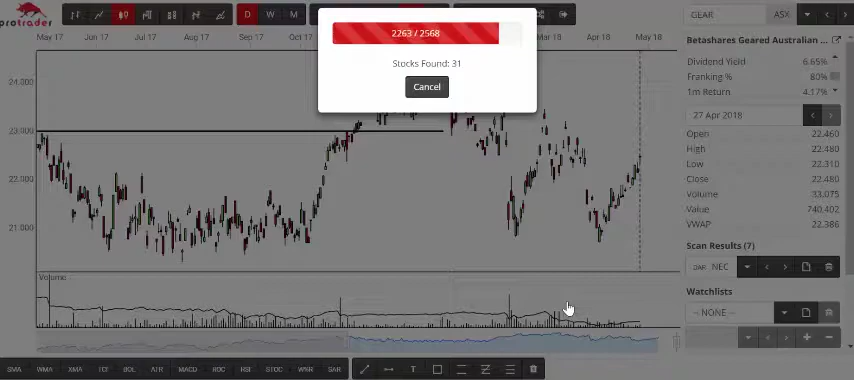 protrader
D W M
GEAR ASX
2263 / 2568
Stocks Found: 31
Cancel
May 17 Jun 17 Jul 17 Aug 17 Sep 17 Oct Mar 18 Apr 18 May 18
24.000
23.000
22.000
21.000
Volume
Betashares Geared Australian ...
Dividend Yield 6.65%
Franking % 80%
1m Return 4.17%
27 Apr 2018
Open 22.460
High 22.480
Low 22.310
Close 22.480
Volume 33,075
Value 740,402
VWAP 22.386
Scan Results (7)
DAR NEC
Watchlists
-- NONE --
SMA WMA XMA TCF BOL ATR MACD ROC RSI STOC W%R SAR T